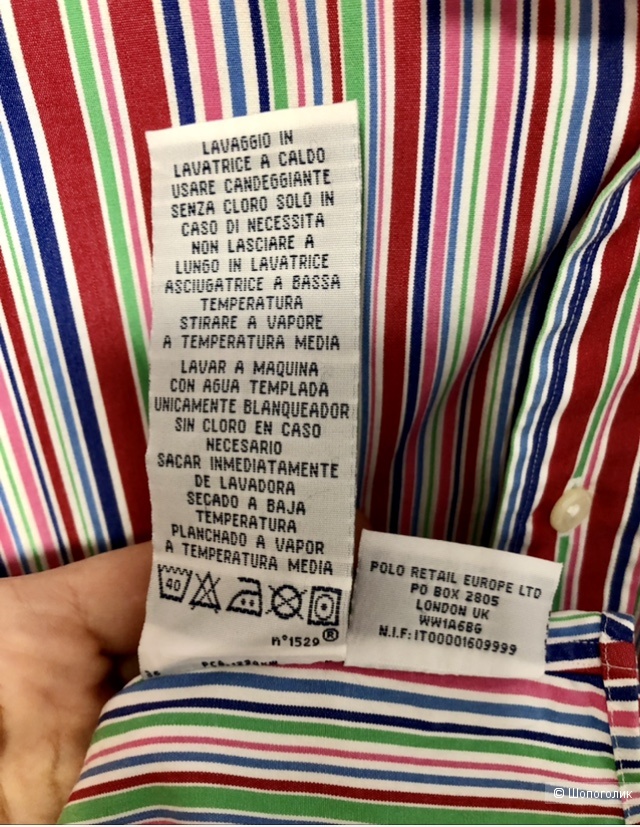 LAVAGGIO IN
LAVATRICE A CALDO
USARE CANDEGGIANTE
SENZA CLORO SOLO IN
CASO DI NECESSITA
NON LASCIARE A
LUNGO IN LAVATRICE
ASCIUGATRICE A BASSA
TEMPERATURA
STIRARE A VAPORE
A TEMPERATURA MEDIA
LAVAR A MAQUINA
CON AGUA TEMPLADA
UNICAMENTE BLANQUEADOR
SIN CLORO EN CASO
NECESARIO
SACAR INMEDIATAMENTE
DE LAVADORA
SECADO A BAJA
TEMPERATURA
PLANCHADO A VAPOR
A TEMPERATURA MEDIA
40
n°1529®
POLO RETAIL EUROPE LTD
PO BOX 2805
LONDON UK
WW1A6BG
N.I.F: IT00001609999
© Шопоголик